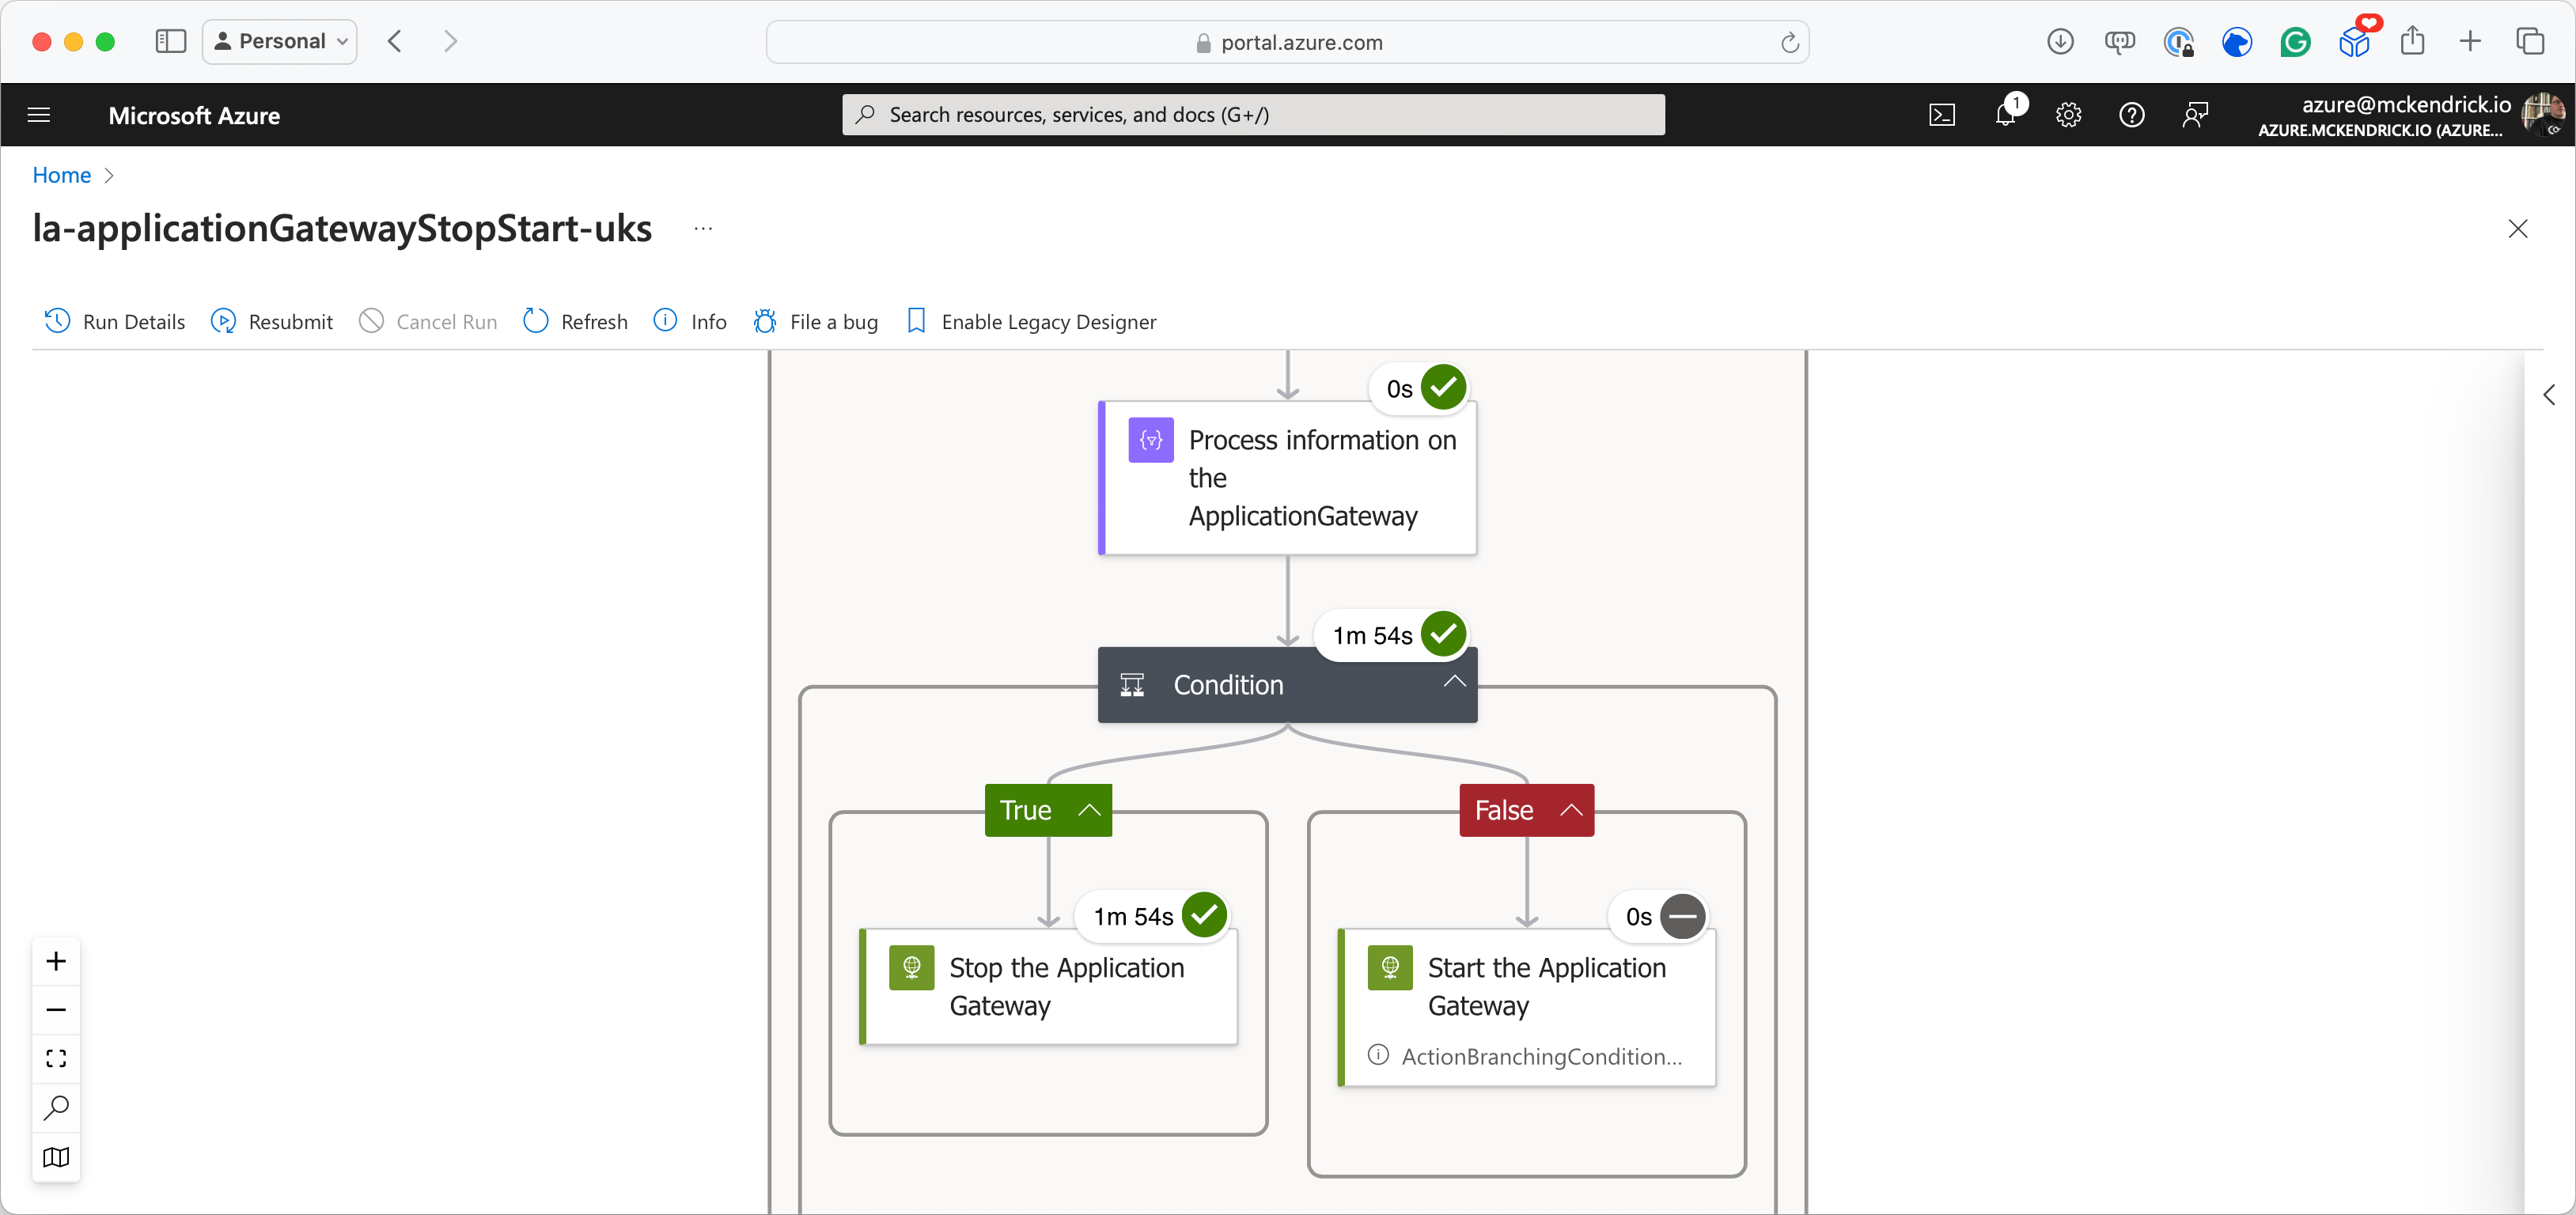 Personal
portal.azure.com
Microsoft Azure
Search resources, services, and docs (G+/)
1
azure@mckendrick.io
AZURE.MCKENDRICK.IO (AZURE...
Home
la-applicationGatewayStopStart-uks
...
Run Details
Resubmit
Cancel Run
Refresh
Info
File a bug
Enable Legacy Designer
0s
Process information on
the
ApplicationGateway
1m 54s
Condition
True
False
1m 54s
0s
Stop the Application
Gateway
Start the Application
Gateway
ActionBranchingCondition...